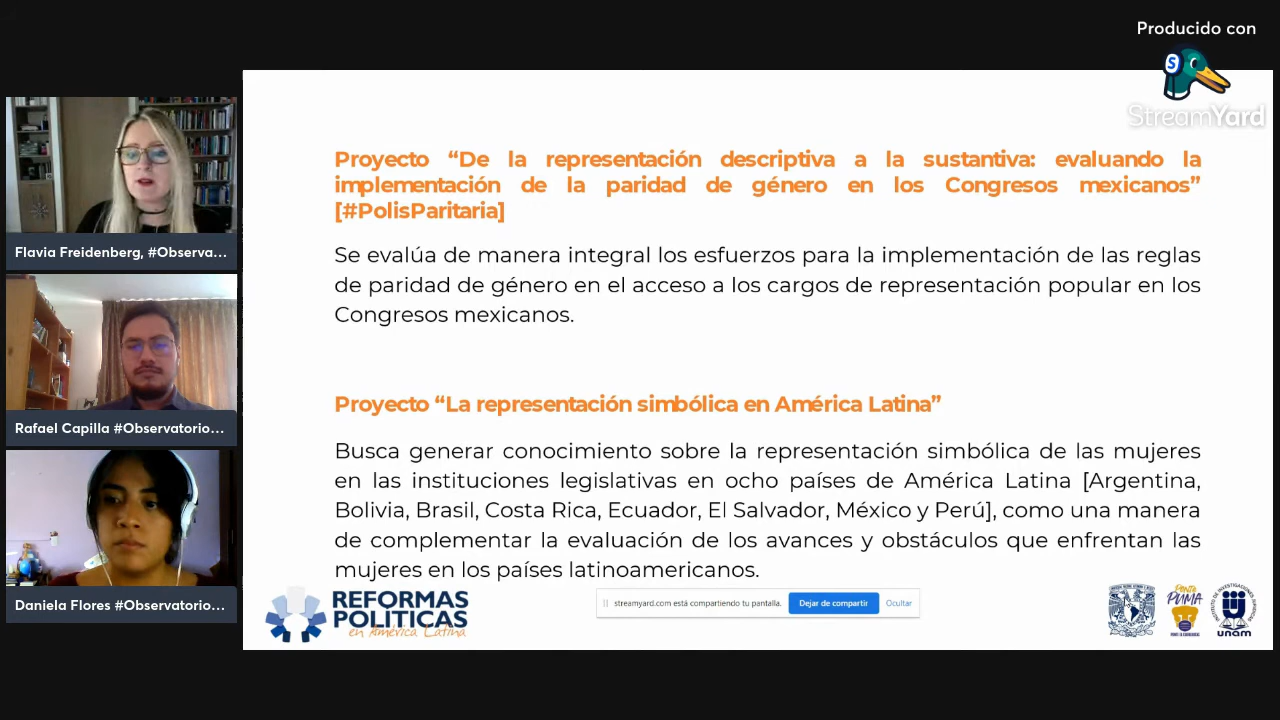 Producido con
StreamYard
Proyecto “De la representación descriptiva a la sustantiva: evaluando la
implementación de la paridad de género en los Congresos mexicanos”
[#PolisParitaria]
Se evalúa de manera integral los esfuerzos para la implementación de las reglas
de paridad de género en el acceso a los cargos de representación popular en los
Congresos mexicanos.
Proyecto “La representación simbólica en América Latina”
Busca generar conocimiento sobre la representación simbólica de las mujeres
en las instituciones legislativas en ocho países de América Latina [Argentina,
Bolivia, Brasil, Costa Rica, Ecuador, El Salvador, México y Perú], como una manera
de complementar la evaluación de los avances y obstáculos que enfrentan las
mujeres en los países latinoamericanos.
Flavia Freidenberg, #Observa...
Rafael Capilla #Observatorio...
Daniela Flores #Observatorio...
REFORMAS
POLITICAS
en América Latina
streamyard.com está compartiendo tu pantalla.
Dejar de compartir
Ocultar
Ponte
PUMA
unam